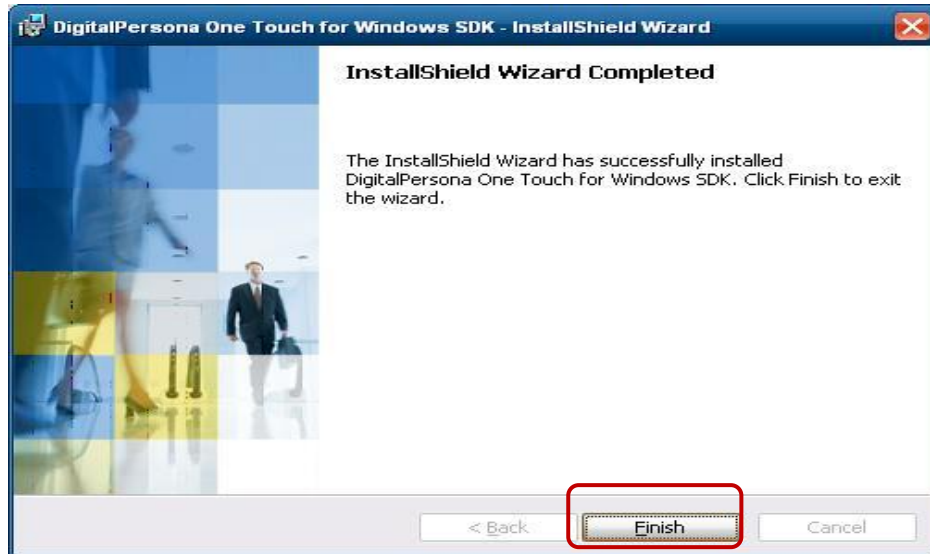 DigitalPersona One Touch for Windows SDK - InstallShield Wizard
InstallShield Wizard Completed
The InstallShield Wizard has successfully installed
DigitalPersona One Touch for Windows SDK. Click Finish to exit
the wizard.
< Back
Finish
Cancel